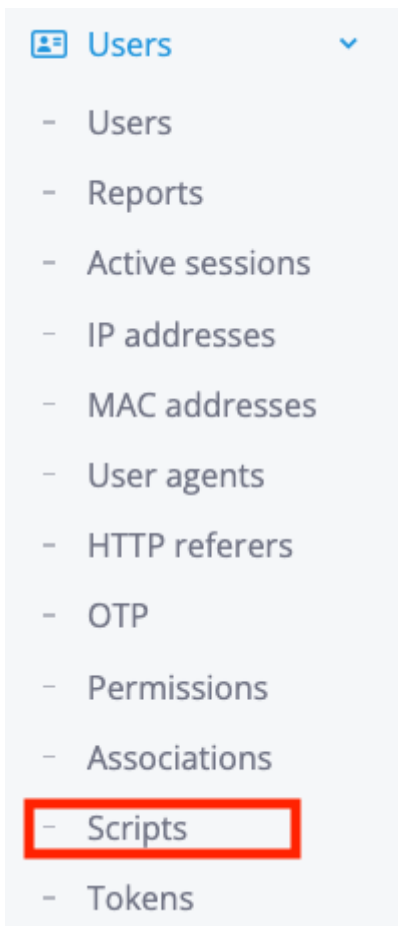 Users
- Users
- Reports
- Active sessions
- IP addresses
- MAC addresses
- User agents
- HTTP referers
- OTP
- Permissions
- Associations
- Scripts
- Tokens